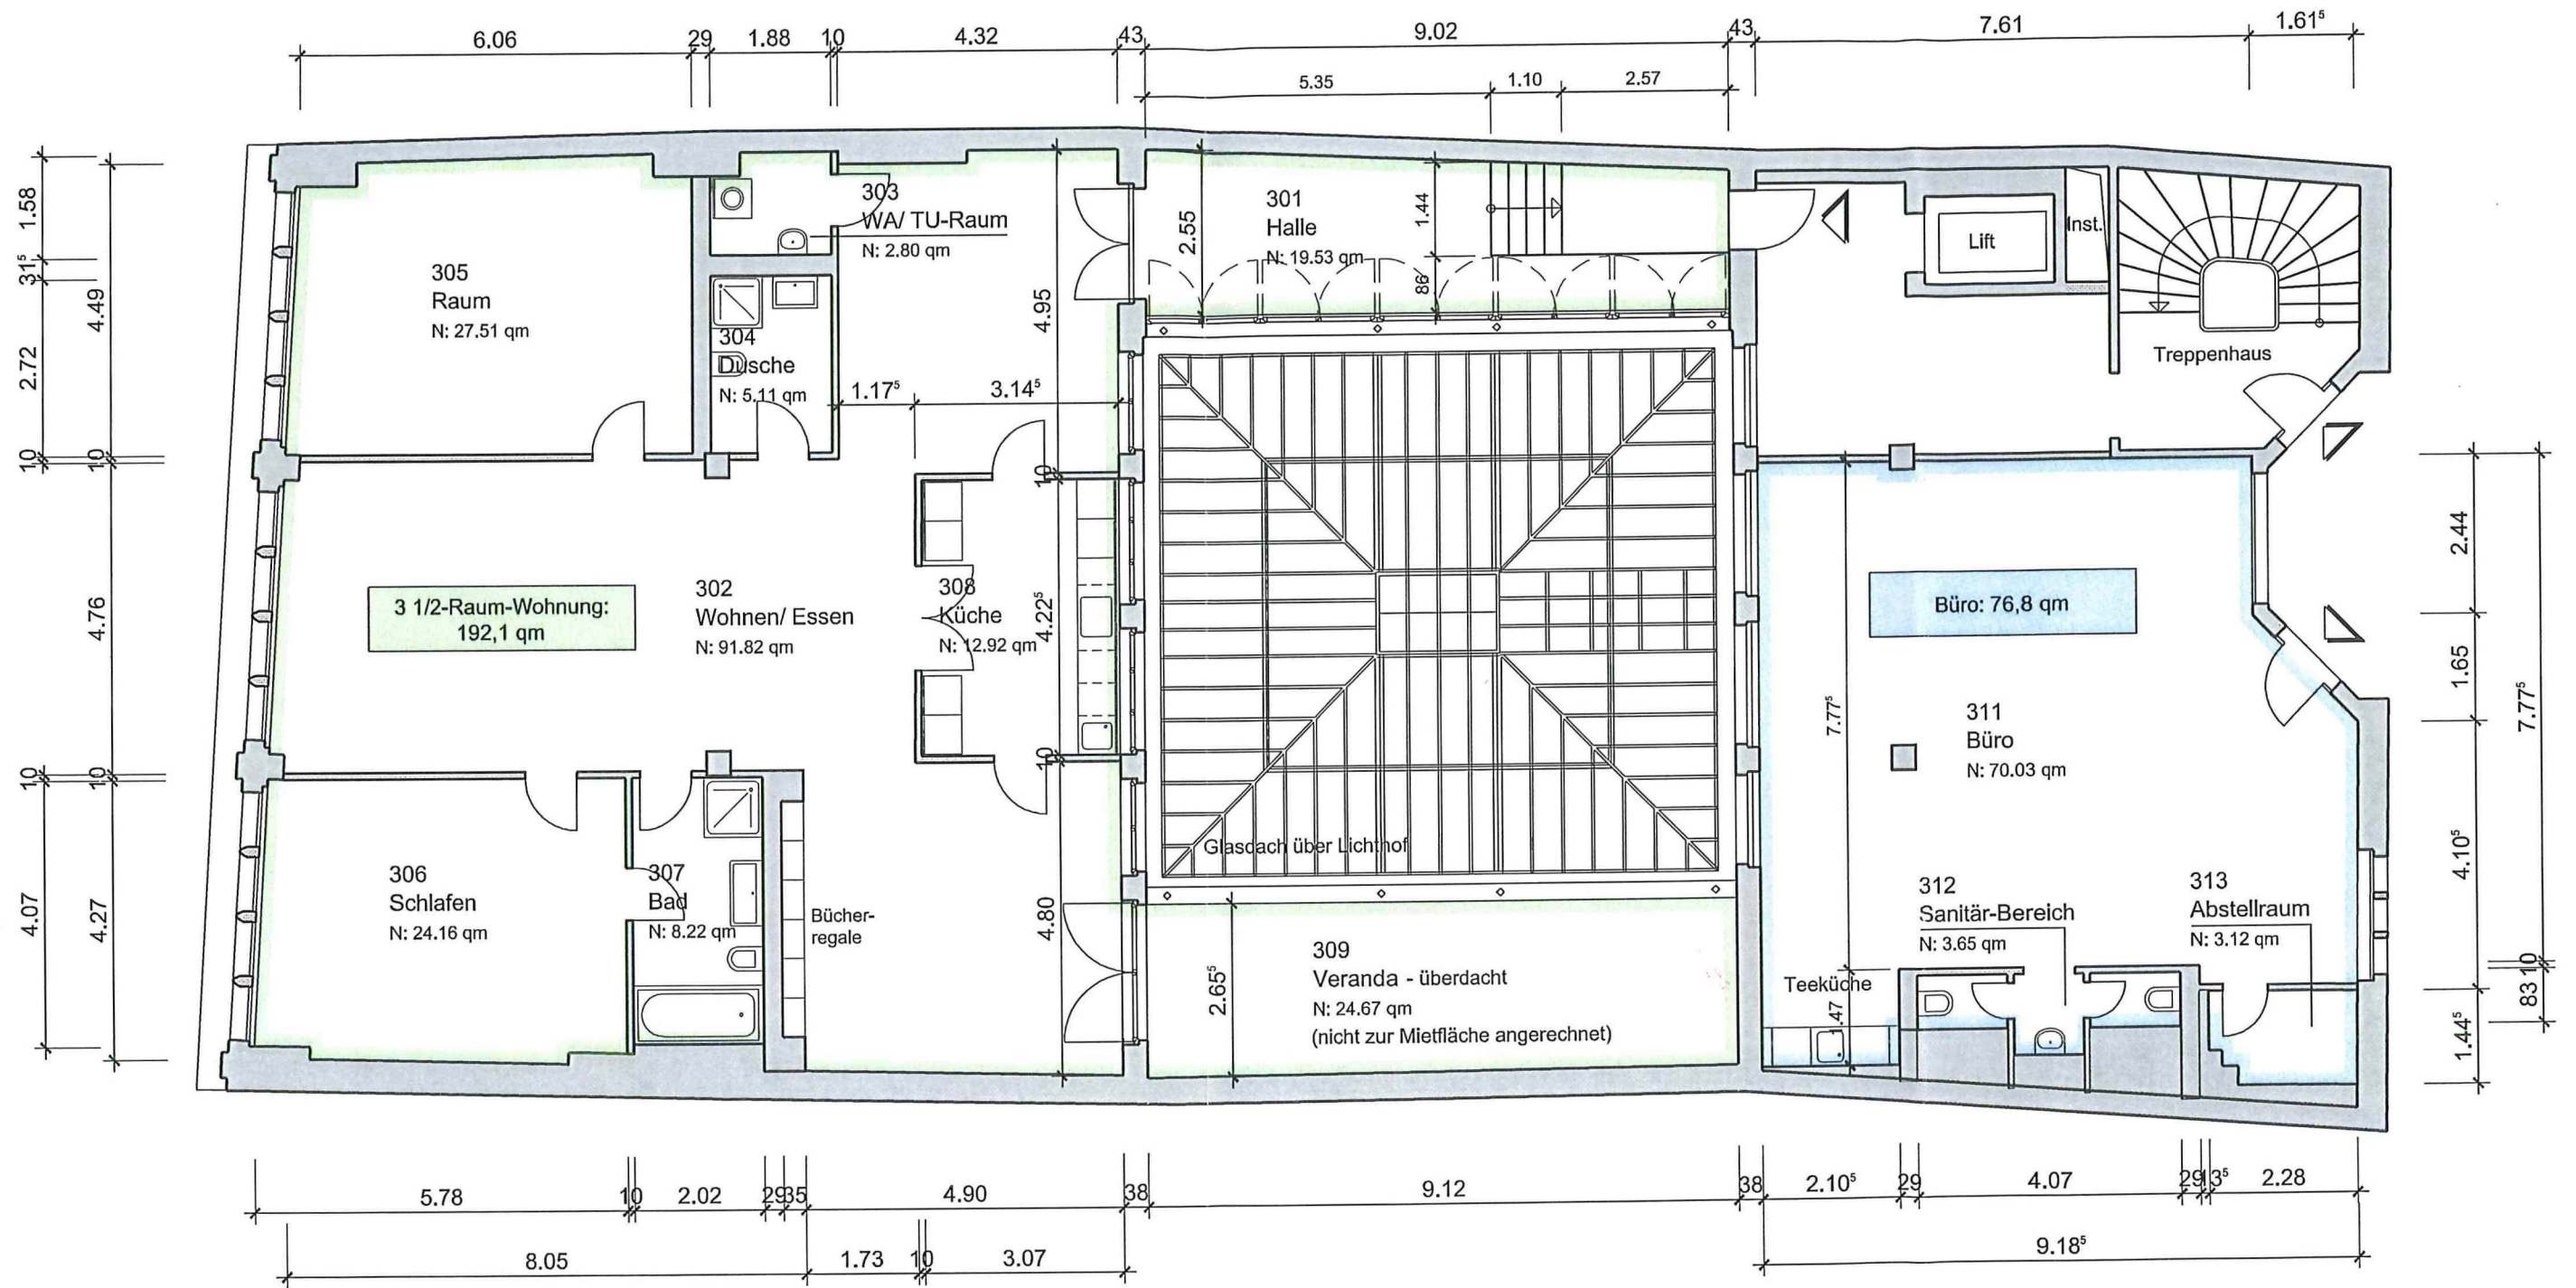 6.06
29
1.88
10
4.32
43
9.02
43
7.61
1.61⁵
5.35
1.10
2.57
1.58
31⁵
2.72
10
10
4.07
4.49
10
4.76
10
4.27
305
Raum
N: 27.51 qm
303
WA/ TU-Raum
N: 2.80 qm
304
Dusche
N: 5.11 qm
1.17⁵
3.14⁵
4.95
10
4.22⁵
10
4.80
301
Halle
N: 19.53 qm
2.55
1.44
86
Lift
Inst.
Treppenhaus
3 1/2-Raum-Wohnung:
192,1 qm
302
Wohnen/ Essen
N: 91.82 qm
308
Küche
N: 12.92 qm
Büro: 76,8 qm
311
Büro
N: 70.03 qm
7.77⁵
306
Schlafen
N: 24.16 qm
307
Bad
N: 8.22 qm
Bücher-
regale
Glasdach über Lichthof
309
Veranda - überdacht
N: 24.67 qm
(nicht zur Mietfläche angerechnet)
2.65⁵
Teeküche
1.47
312
Sanitär-Bereich
N: 3.65 qm
313
Abstellraum
N: 3.12 qm
2.44
1.65
4.10⁵
1.44⁵
7.77⁵
10
83
5.78
10
2.02
29
35
4.90
38
9.12
38
2.10⁵
29
4.07
29
13⁵
2.28
8.05
1.73
10
3.07
9.18⁵